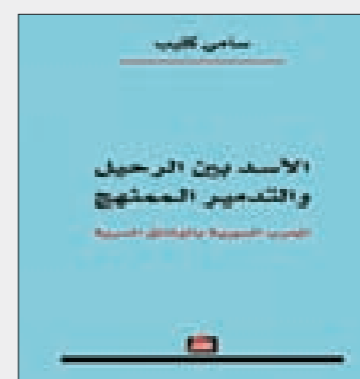 سامي كليب
الأسد بين الرحيل
والتدمير الممنهج
الحرب السورية بالوثائق السرية